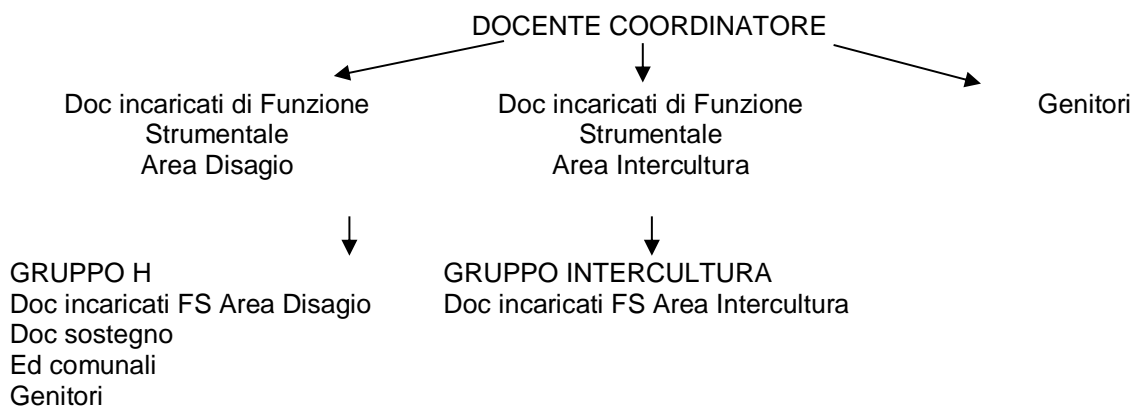 DOCENTE COORDINATORE
Doc incaricati di Funzione
Strumentale
Area Disagio
Doc incaricati di Funzione
Strumentale
Area Intercultura
Genitori
GRUPPO H
Doc incaricati FS Area Disagio
Doc sostegno
Ed comunali
Genitori
GRUPPO INTERCULTURA
Doc incaricati FS Area Intercultura